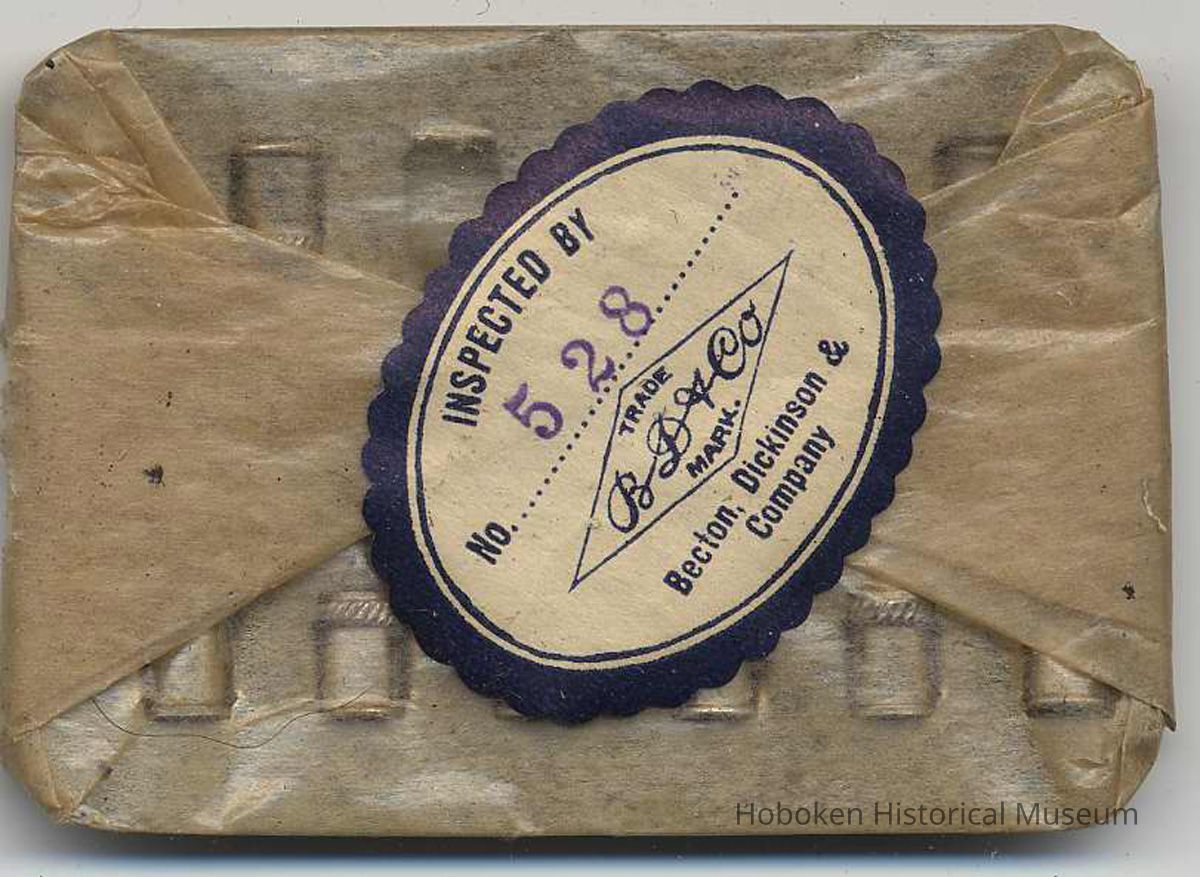 INSPECTED BY
No. 528
TRADE
B-D & Co
MARK.
Becton, Dickinson &
Company
Hoboken Historical Museum